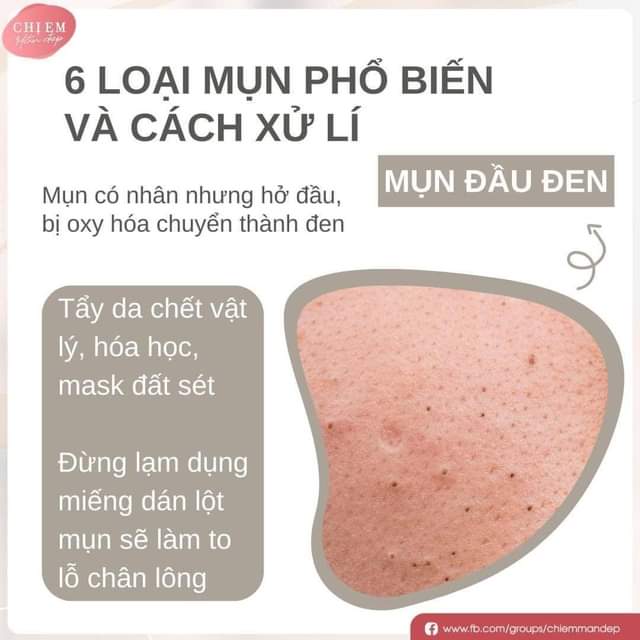 CHI EM
Mần đẹp
6 LOẠI MỤN PHỔ BIẾN
VÀ CÁCH XỬ LÍ
MỤN ĐẦU ĐEN
Mụn có nhân nhưng hở đầu,
bị oxy hóa chuyển thành đen
Tẩy da chết vật
lý, hóa học,
mask đất sét
Đừng lạm dụng
miếng dán lột
mụn sẽ làm to
lỗ chân lông
www.fb.com/groups/chiemmandep